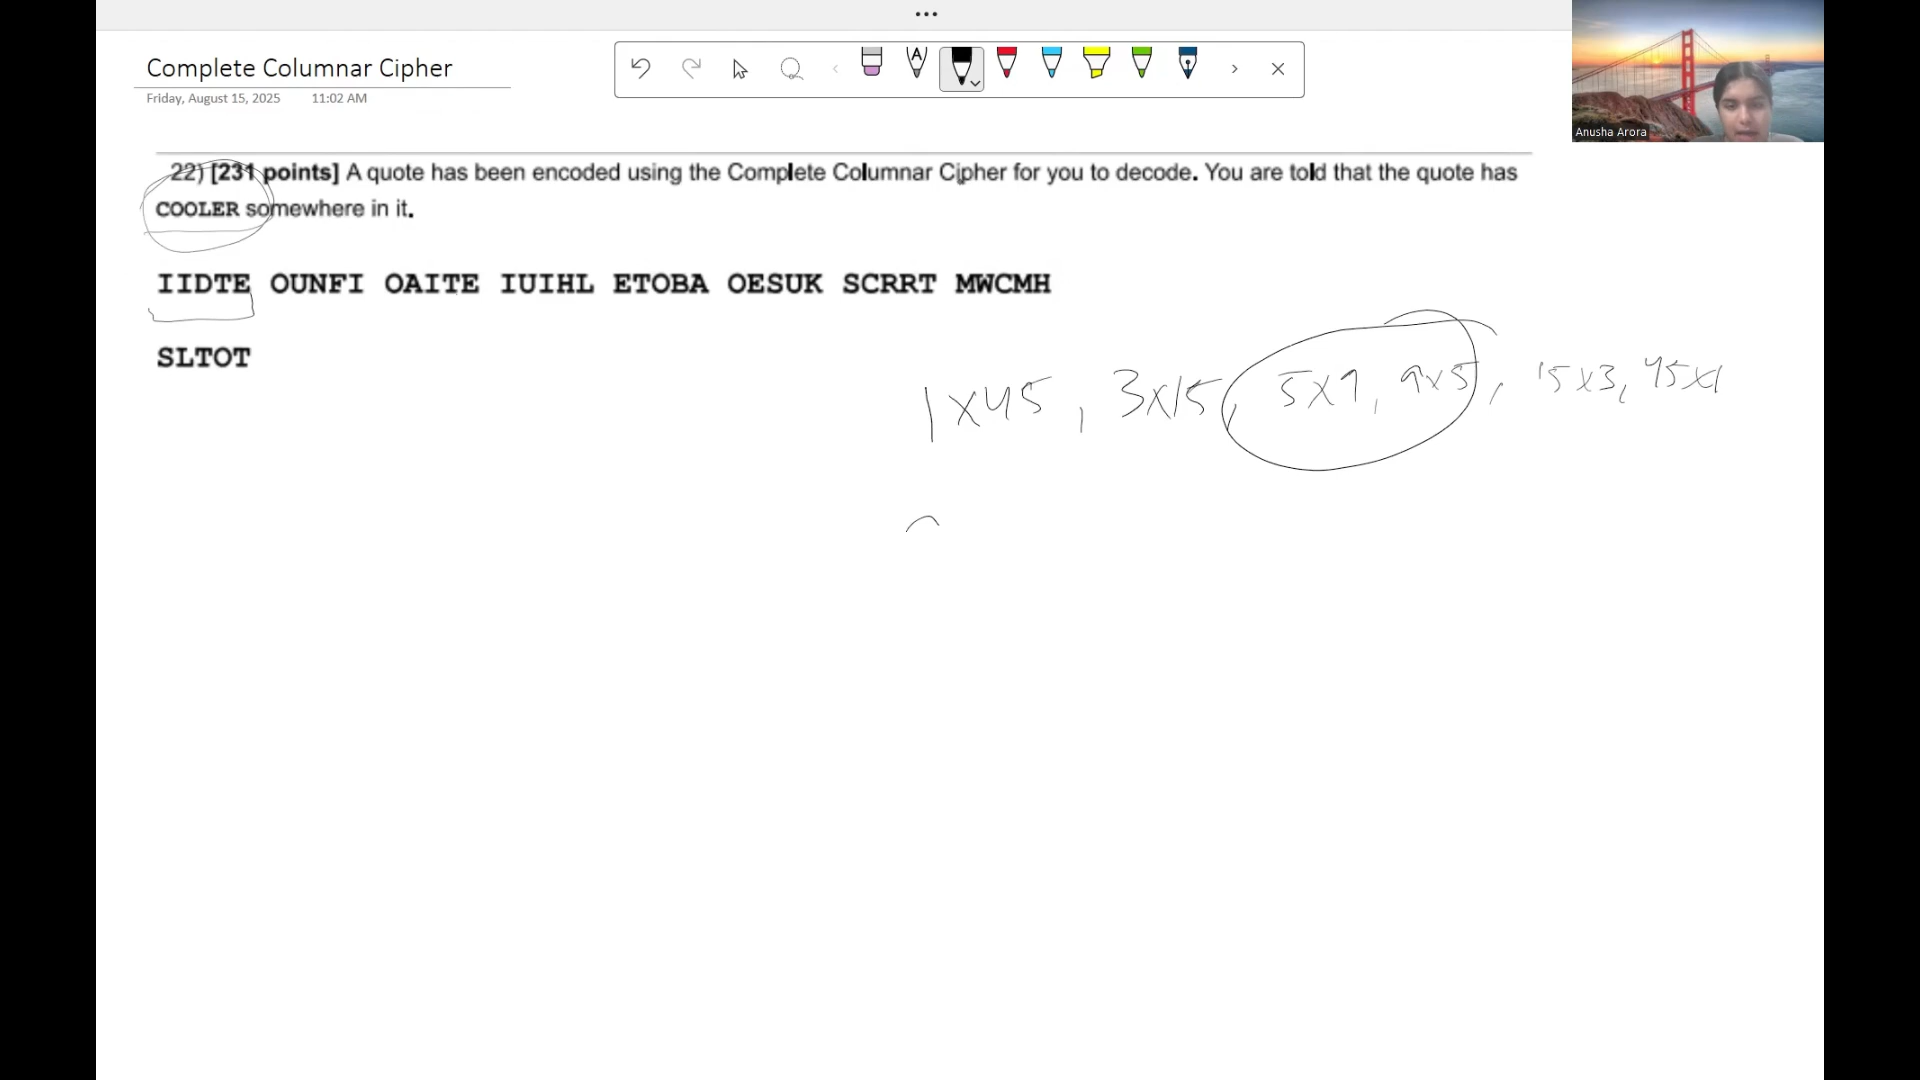 Complete Columnar Cipher
Friday, August 15, 2025 11:02 AM
Anusha Arora
22) [231 points] A quote has been encoded using the Complete Columnar Cipher for you to decode. You are told that the quote has
COOLER somewhere in it.
IIDTE OUNFI OAITE IUIHL ETOBA OESUK SCRRT MWCMH
SLTOT
1x45, 3x15, 5x9, 9x5, 15x3, 45x1